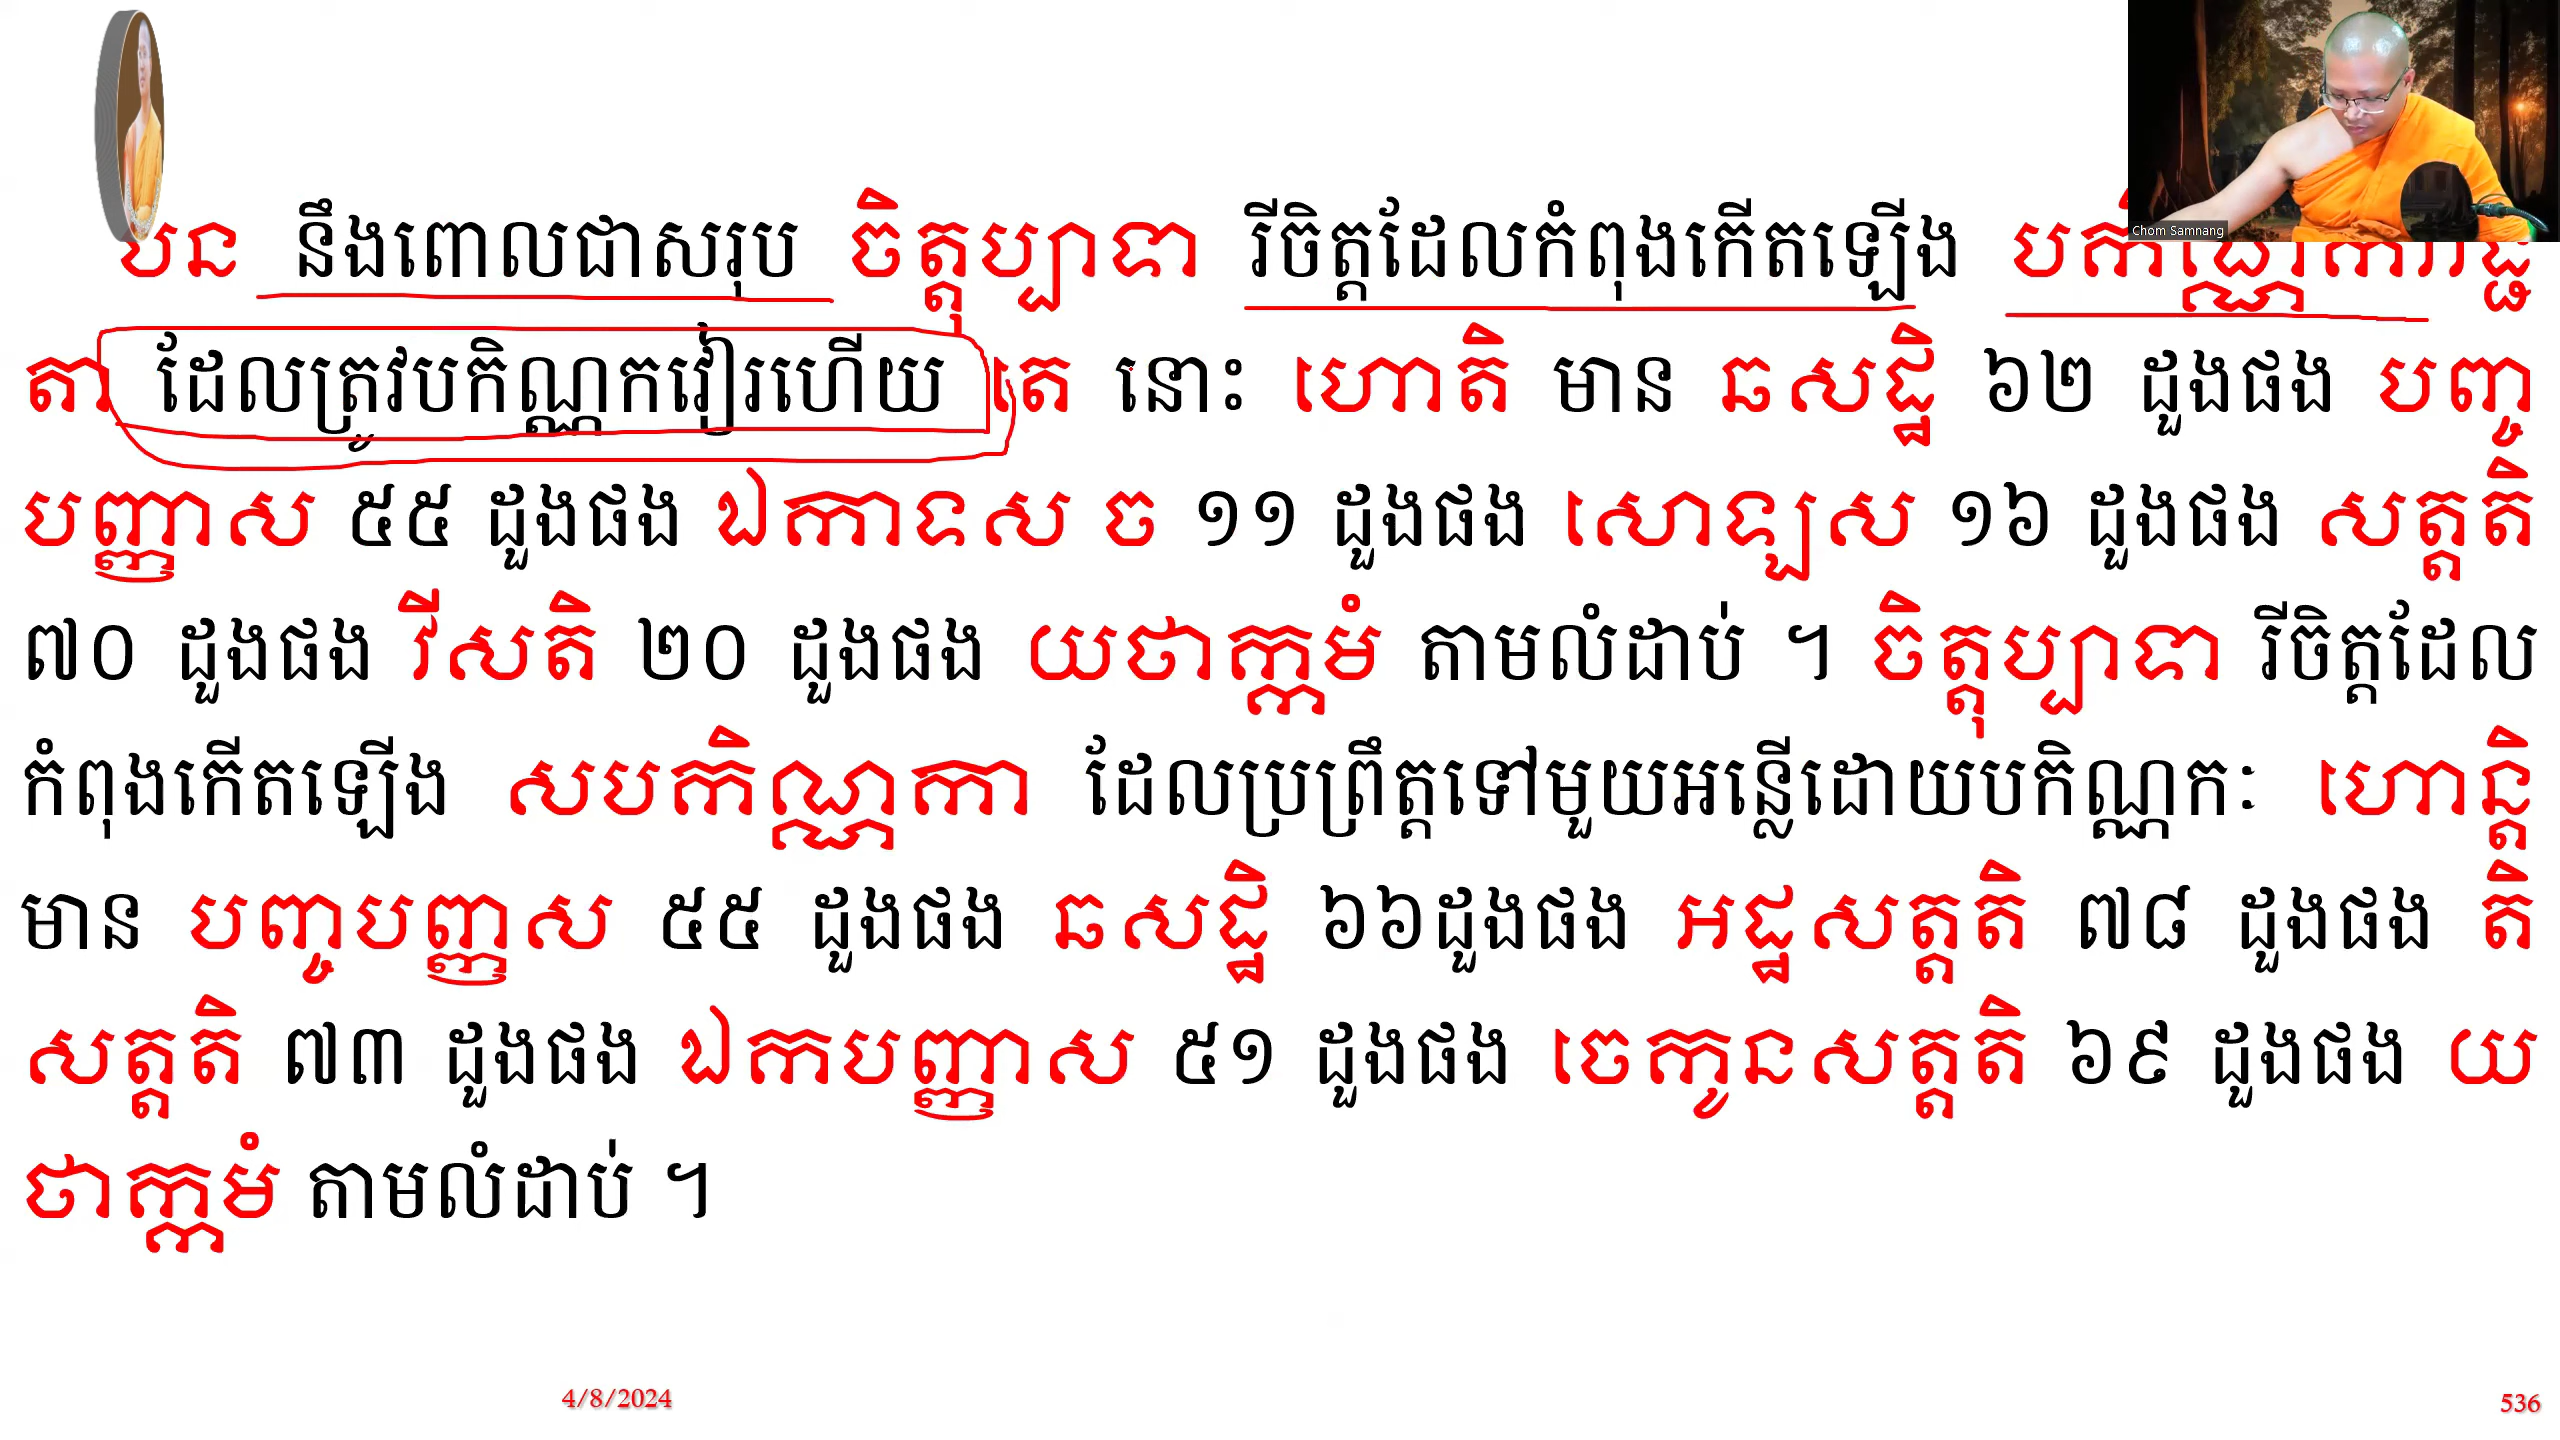 Chom Samnang
បន នឹងពោលជាសរុប ចិត្តុប្បាទា រីចិត្តដែលកំពុងកើតឡើង
តា ដែលត្រូវបកិណ្ណកវៀរហើយ តេ នោះ ហោតិ មាន ឆសដ្ឋិ ៦២ ដួងផង បញ្ច
បញ្ញាស ៥៥ ដួងផង ឯកាទស ច ១១ ដួងផង សោឡស ១៦ ដួងផង សត្តតិ
៧០ ដួងផង វីសតិ ២០ ដួងផង យថាក្កមំ តាមលំដាប់ ។ ចិត្តុប្បាទា រីចិត្តដែល
កំពុងកើតឡើង សបកិណ្ណកា ដែលប្រព្រឹត្តទៅមួយអន្លើដោយបកិណ្ណកៈ ហោន្តិ
មាន បញ្ចបញ្ញស ៥៥ ដួងផង ឆសដ្ឋិ ៦៦ដួងផង អដ្ឋសត្តតិ ៧៨ ដួងផង តិ
សត្តតិ ៧៣ ដួងផង ឯកបញ្ញាស ៥១ ដួងផង ចេកូនសត្តតិ ៦៩ ដួងផង យ
ថាក្កមំ តាមលំដាប់ ។
4/8/2024
536